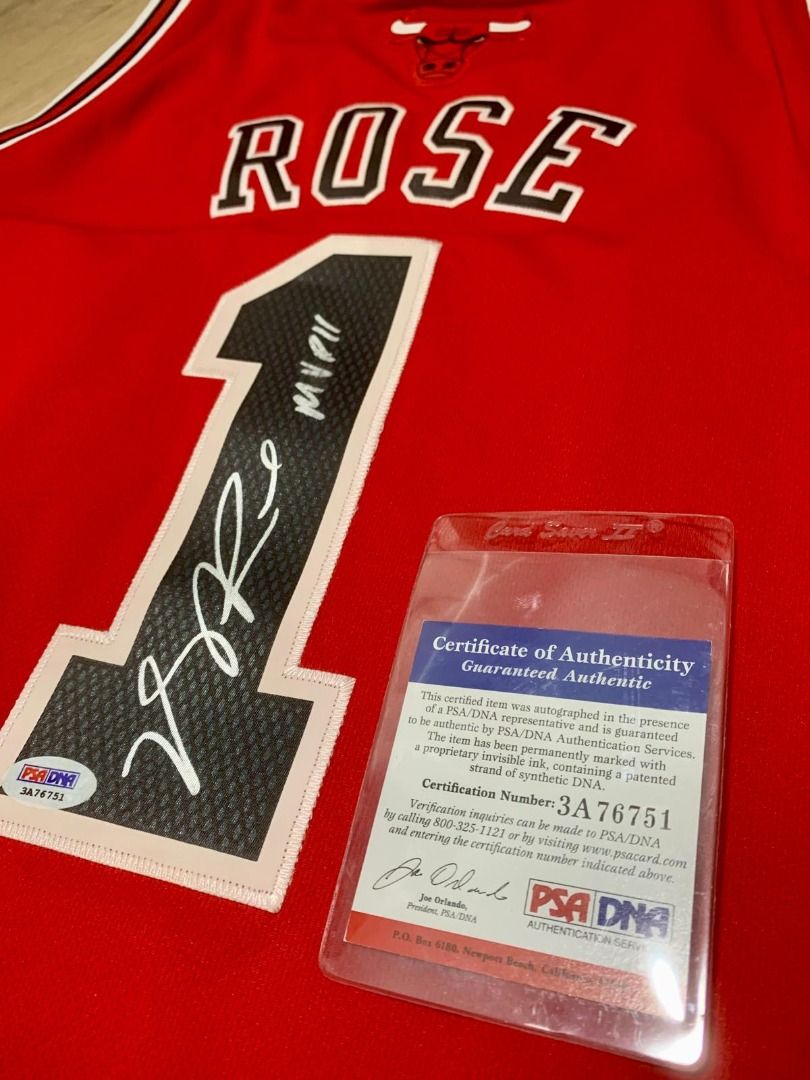 ROSE
1
MVP 11
PSA DNA
3A76751
Card Saver II®
Certificate of Authenticity
Guaranteed Authentic
This certified item was autographed in the presence
of a PSA/DNA representative and is guaranteed
to be authentic by PSA/DNA Authentication Services.
The item has been permanently marked with
a proprietary invisible ink, containing a patented
strand of synthetic DNA.
Certification Number: 3A76751
Verification inquiries can be made to PSA/DNA
by calling 800-325-1121 or by visiting www.psacard.com
and entering the certification number indicated above.
Joe Orlando,
President, PSA/DNA
PSA DNA
AUTHENTICATION
P.O. Box 6180, Newport Beach, California